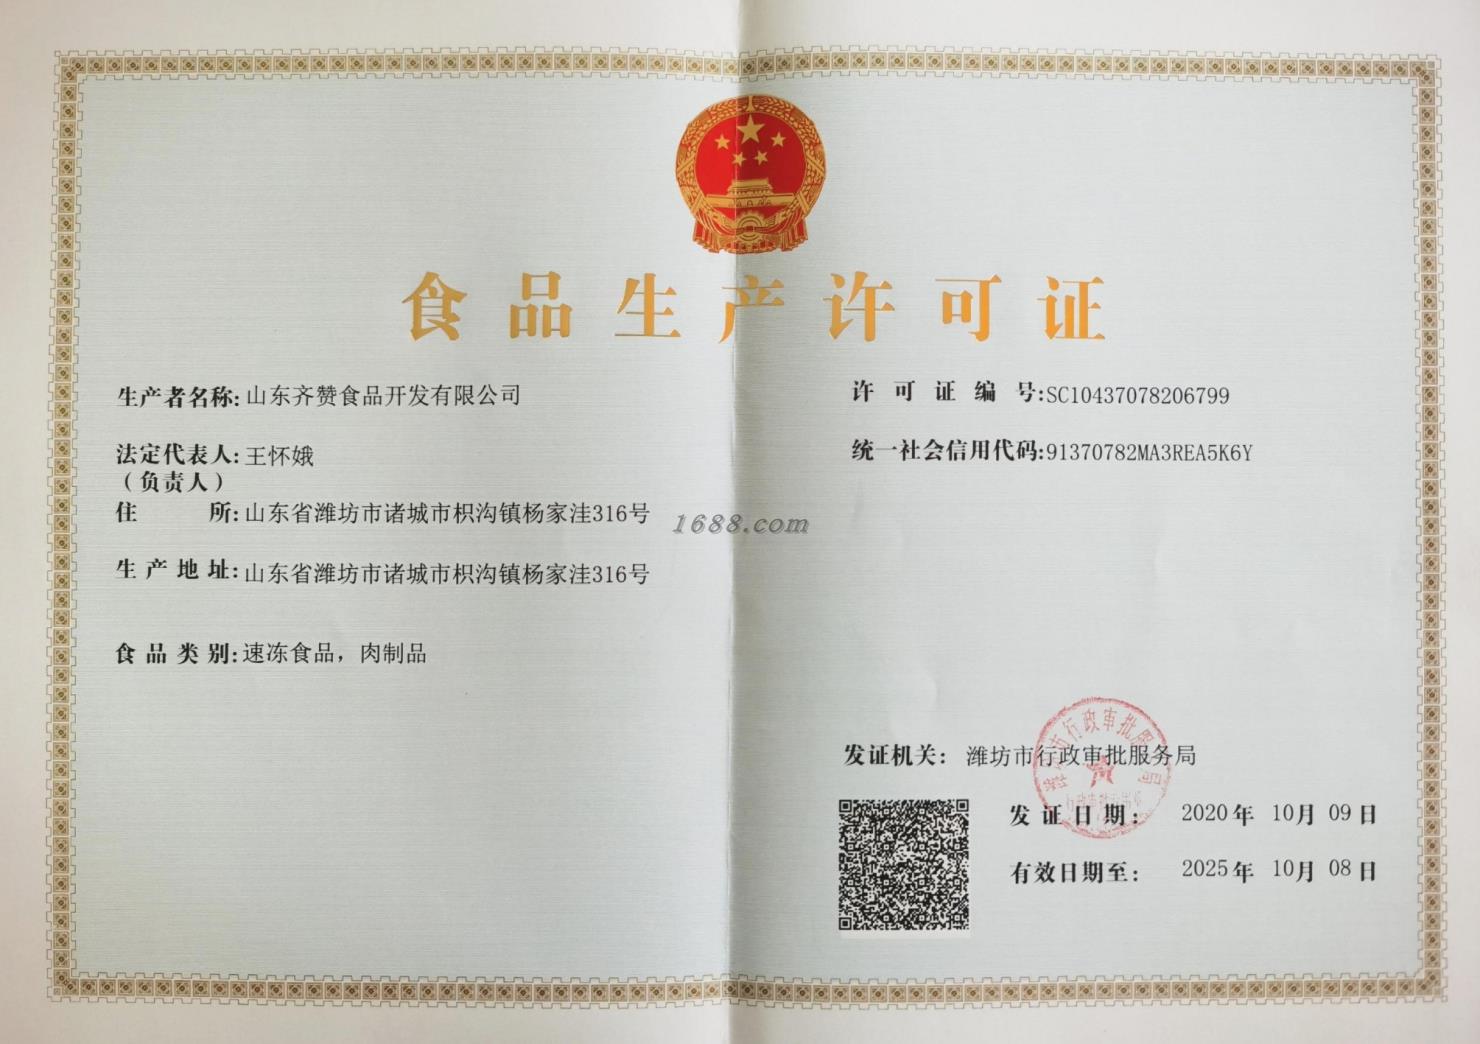 食品生产许可证
生产者名称:山东齐赞食品开发有限公司
法定代表人:王怀娥
(负责人)
住所:山东省潍坊市诸城市枳沟镇杨家洼316号
生产地址:山东省潍坊市诸城市枳沟镇杨家洼316号
食品类别:速冻食品，肉制品
许可证编号:SC10437078206799
统一社会信用代码:91370782MA3REA5K6Y
1688.com
发证机关：潍坊市行政审批服务局
发证日期：2020年10月09日
有效日期至：2025年10月08日